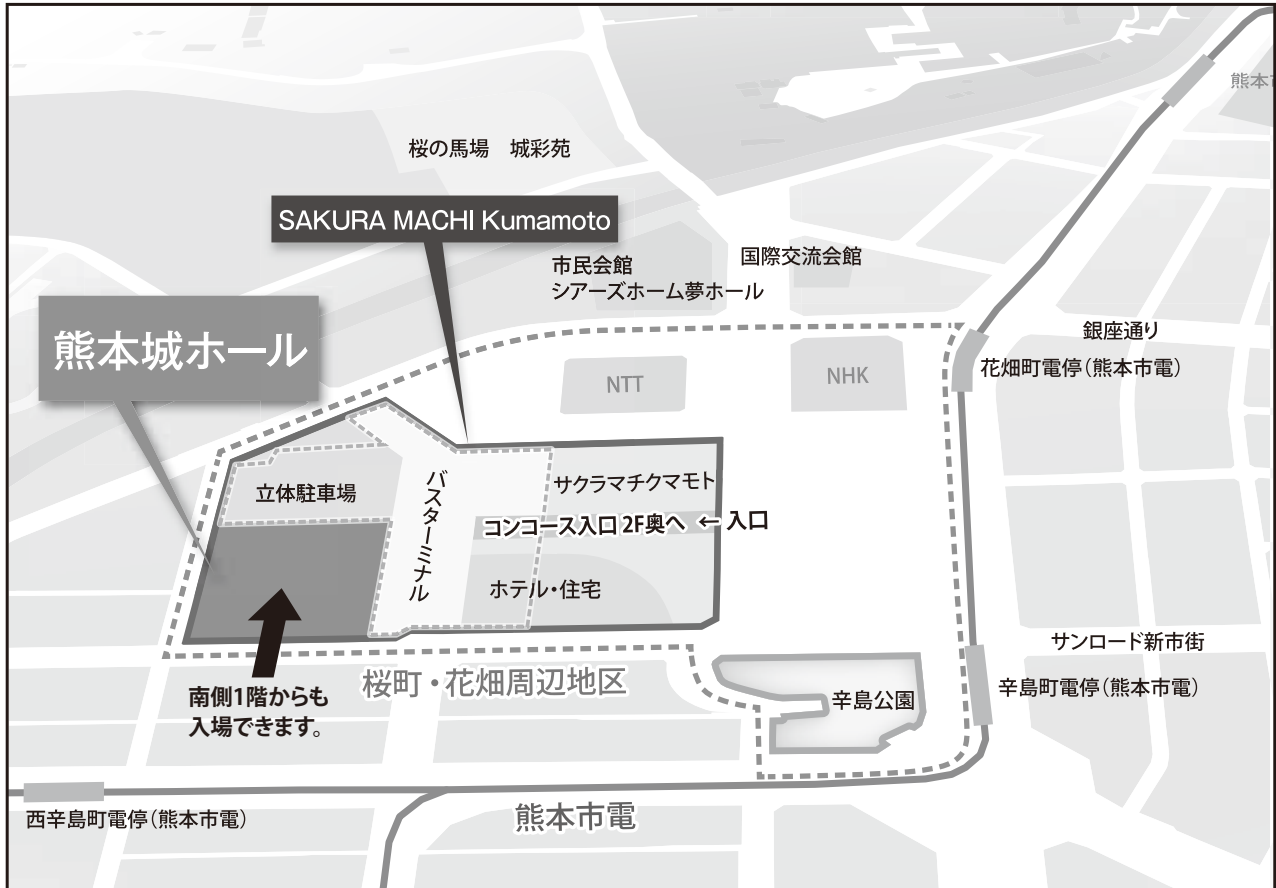 熊本市
桜の馬場　城彩苑
SAKURA MACHI Kumamoto
市民会館
シアーズホーム夢ホール
国際交流会館
熊本城ホール
銀座通り
花畑町電停(熊本市電)
NTT
NHK
立体駐車場
バスターミナル
サクラマチクマモト
コンコース入口 2F奥へ ← 入口
ホテル・住宅
サンロード新市街
南側1階からも
入場できます。
桜町・花畑周辺地区
辛島公園
辛島町電停(熊本市電)
西辛島町電停(熊本市電)
熊本市電